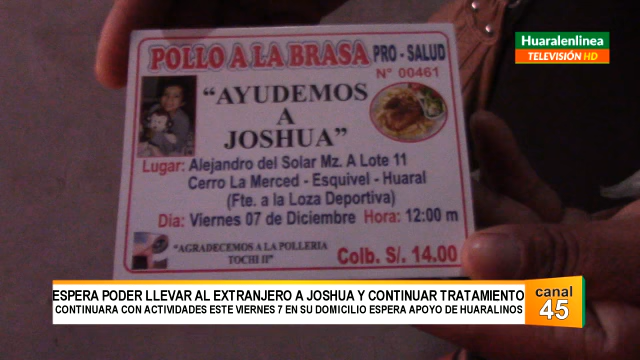 Huaralenlinea
TELEVISIÓN HD
POLLO A LA BRASA PRO - SALUD
N° 00461
"AYUDEMOS
A
JOSHUA"
Lugar: Alejandro del Solar Mz. A Lote 11
Cerro La Merced - Esquivel - Huaral
(Fte. a la Loza Deportiva)
Día: Viernes 07 de Diciembre Hora: 12:00 m
"AGRADECEMOS A LA POLLERIA
TOCHI II"
Colb. S/. 14.00
ESPERA PODER LLEVAR AL EXTRANJERO A JOSHUA Y CONTINUAR TRATAMIENTO
CONTINUARA CON ACTIVIDADES ESTE VIERNES 7 EN SU DOMICILIO ESPERA APOYO DE HUARALINOS
canal
45